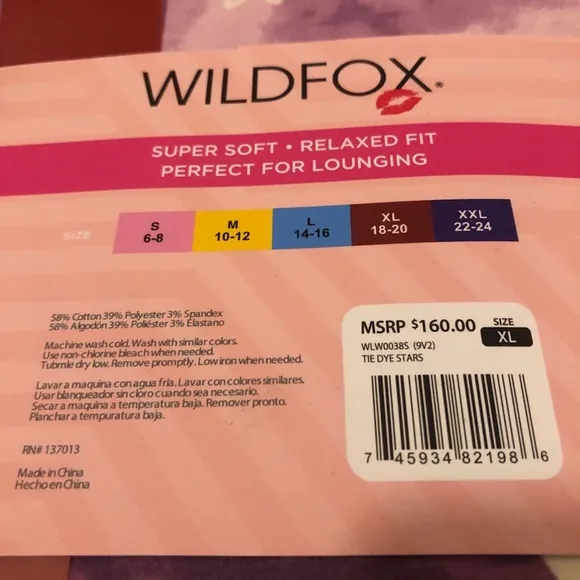 WILDFOX®
SUPER SOFT • RELAXED FIT
PERFECT FOR LOUNGING
SIZE
S
6-8
M
10-12
L
14-16
XL
18-20
XXL
22-24
58% Cotton 39% Polyester 3% Spandex
58% Algodón 39% Poliéster 3% Elastano
Machine wash cold. Wash with similar colors.
Use non-chlorine bleach when needed.
Tubmle dry low. Remove promptly. Low iron when needed.
Lavar a maquina con agua fría. Lavar con colores similares.
Usar blanqueador sin cloro cuando sea necesario.
Secar a maquina a temperatura baja. Remover pronto.
Planchar a tempuratura baja.
RN# 137013
Made in China
Hecho en China
MSRP $160.00
SIZE
XL
WLW0038S (9V2)
TIE DYE STARS
7 45934 82198 6